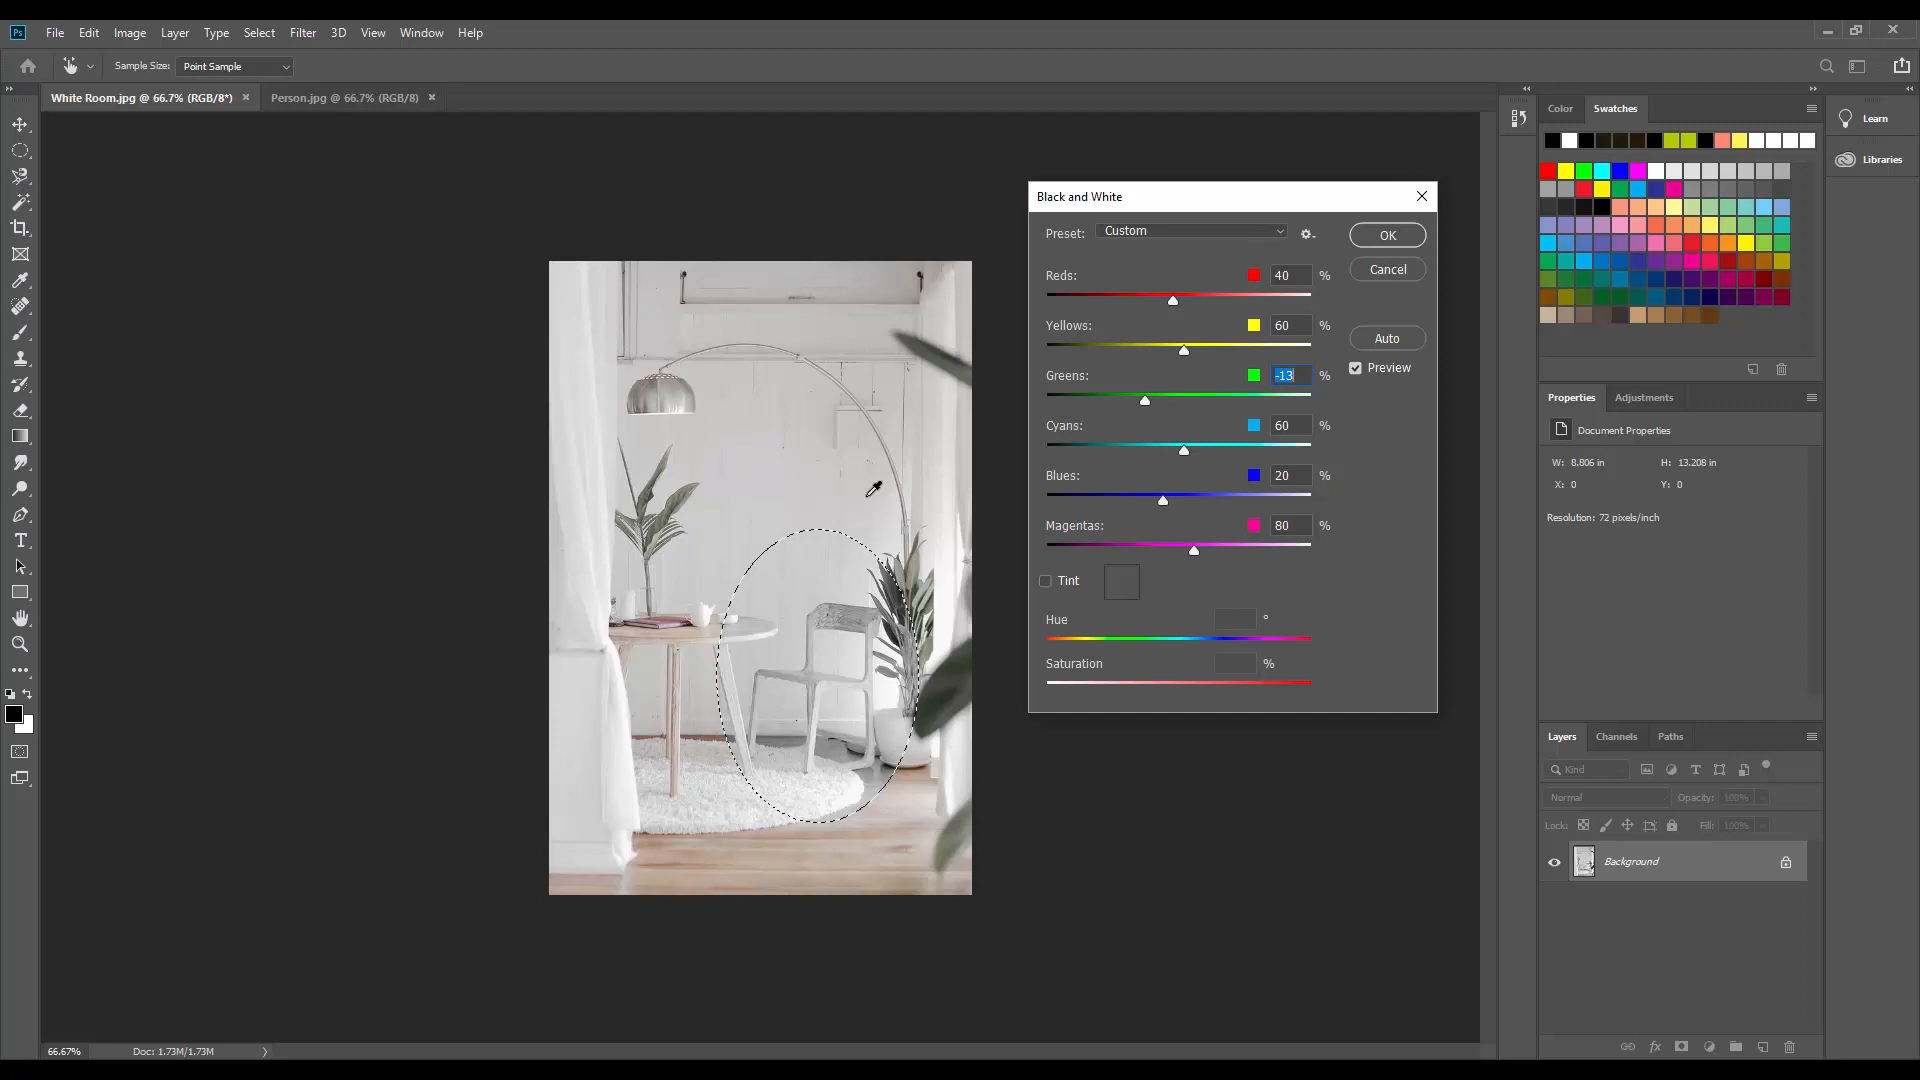 Ps File Edit Image Layer Type Select Filter 3D View Window Help
Sample Size: Point Sample
White Room.jpg @ 66.7% (RGB/8*) × Person.jpg @ 66.7% (RGB/8) ×
Color Swatches
Learn
Libraries
Black and White
Preset: Custom
OK
Reds: 40 %
Cancel
Yellows: 60 %
Auto
Greens: -13 %
Preview
Cyans: 60 %
Blues: 20 %
Magentas: 80 %
Tint
Hue °
Saturation %
Properties Adjustments
Document Properties
W: 8.806 in H: 13.208 in
X: 0 Y: 0
Resolution: 72 pixels/inch
Layers Channels Paths
Kind
Normal Opacity: 100%
Lock: Fill: 100%
Background
66.67% Doc: 1.73M/1.73M